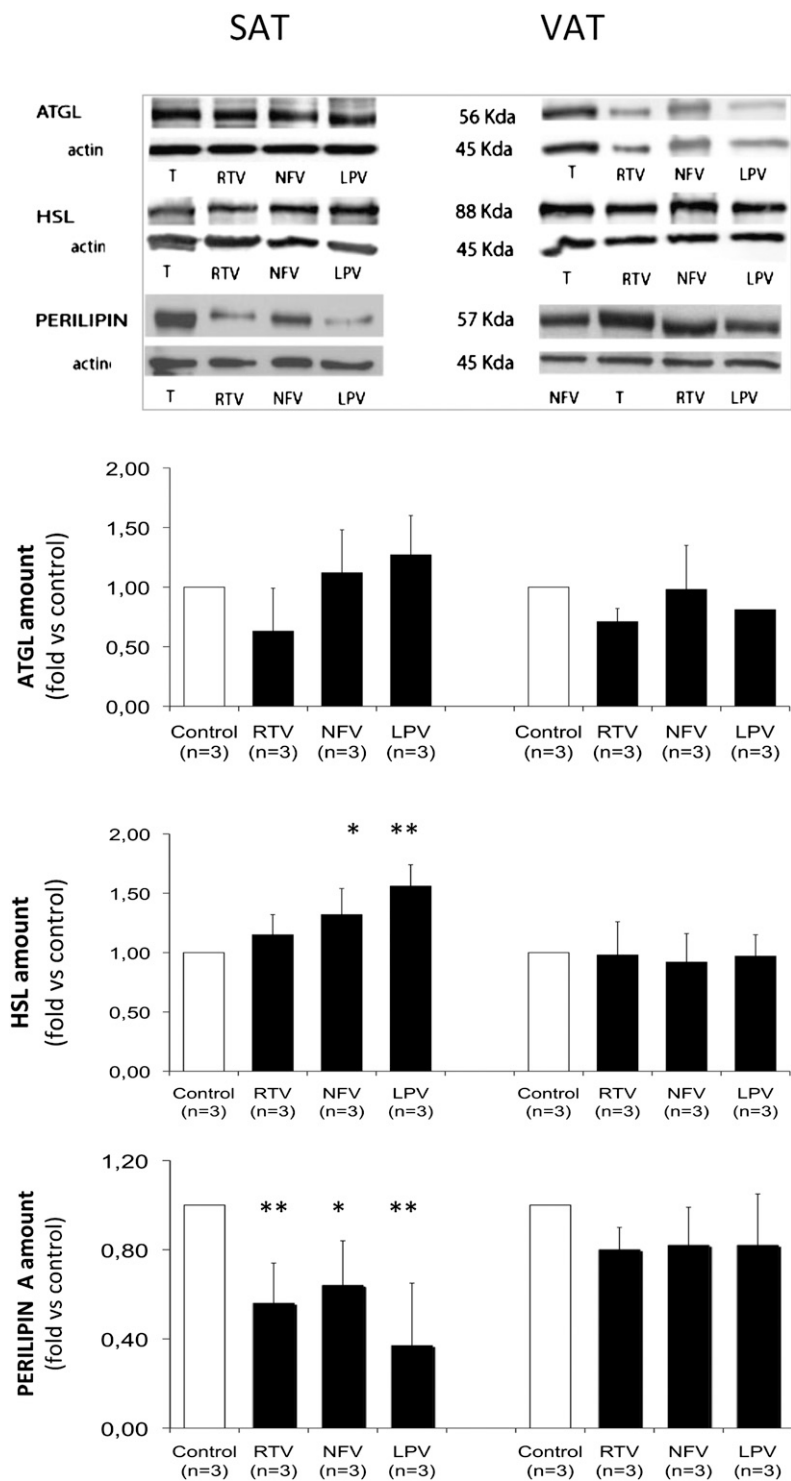 SAT VAT
ATGL 56 Kda
actin 45 Kda
T RTV NFV LPV T RTV NFV LPV
HSL 88 Kda
actin 45 Kda
T RTV NFV LPV T RTV NFV LPV
PERILIPIN 57 Kda
actin 45 Kda
T RTV NFV LPV NFV T RTV LPV
ATGL amount
(fold vs control)
2,00
1,50
1,00
0,50
0,00
Control RTV NFV LPV Control RTV NFV LPV
(n=3) (n=3) (n=3) (n=3) (n=3) (n=3) (n=3) (n=3)
HSL amount
(fold vs control)
2,00 * **
1,50
1,00
0,50
0,00
Control RTV NFV LPV Control RTV NFV LPV
(n=3) (n=3) (n=3) (n=3) (n=3) (n=3) (n=3) (n=3)
PERILIPIN A amount
(fold vs control)
1,20
** * **
0,80
0,40
0,00
Control RTV NFV LPV Control RTV NFV LPV
(n=3) (n=3) (n=3) (n=3) (n=3) (n=3) (n=3) (n=3)